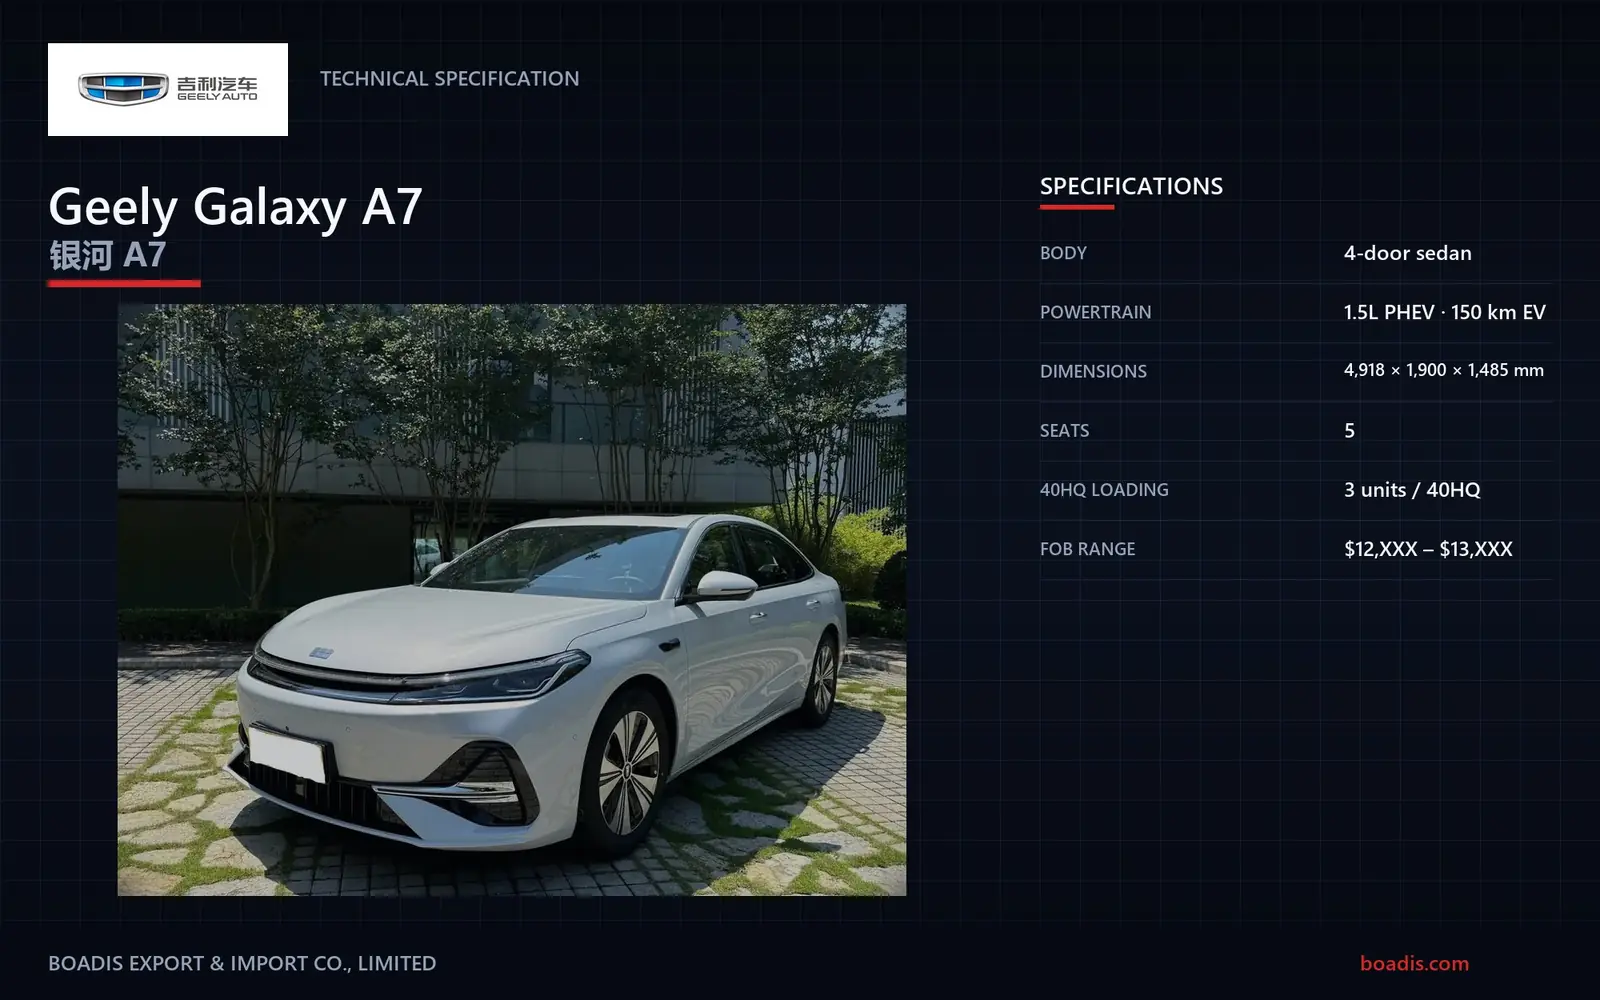 吉利汽车
GEELY AUTO
TECHNICAL SPECIFICATION
Geely Galaxy A7
银河 A7
SPECIFICATIONS
BODY 4-door sedan
POWERTRAIN 1.5L PHEV · 150 km EV
DIMENSIONS 4,918 × 1,900 × 1,485 mm
SEATS 5
40HQ LOADING 3 units / 40HQ
FOB RANGE $12,XXX – $13,XXX
BOADIS EXPORT & IMPORT CO., LIMITED
boadis.com